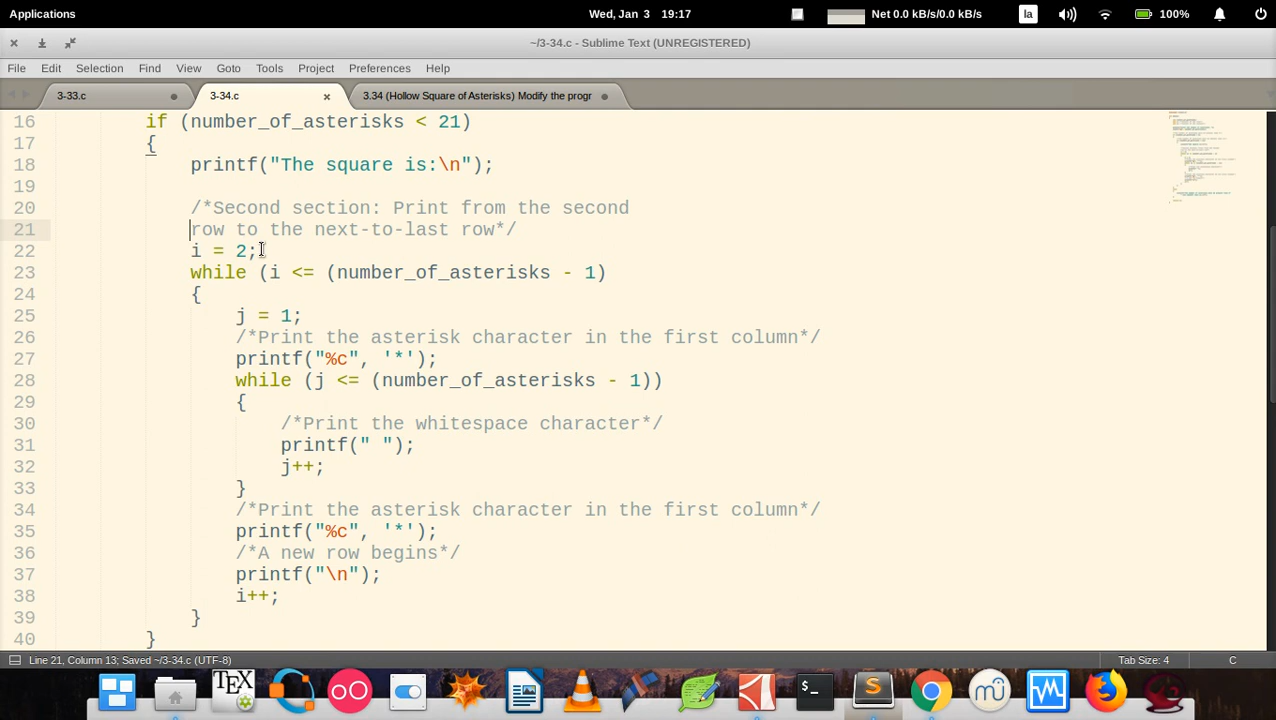 Applications Wed, Jan 3 19:17 Net 0.0 kB/s/0.0 kB/s la 100%
~/3-34.c - Sublime Text (UNREGISTERED)
File Edit Selection Find View Goto Tools Project Preferences Help
3-33.c 3-34.c 3.34 (Hollow Square of Asterisks) Modify the progr
16 if (number_of_asterisks < 21)
17 {
18 printf("The square is:\n");
19
20 /*Second section: Print from the second
21 row to the next-to-last row*/
22 i = 2;
23 while (i <= (number_of_asterisks - 1)
24 {
25 j = 1;
26 /*Print the asterisk character in the first column*/
27 printf("%c", '*');
28 while (j <= (number_of_asterisks - 1))
29 {
30 /*Print the whitespace character*/
31 printf(" ");
32 j++;
33 }
34 /*Print the asterisk character in the first column*/
35 printf("%c", '*');
36 /*A new row begins*/
37 printf("\n");
38 i++;
39 }
40 }
Line 21, Column 13; Saved ~/3-34.c (UTF-8) Tab Size: 4 C
TEX